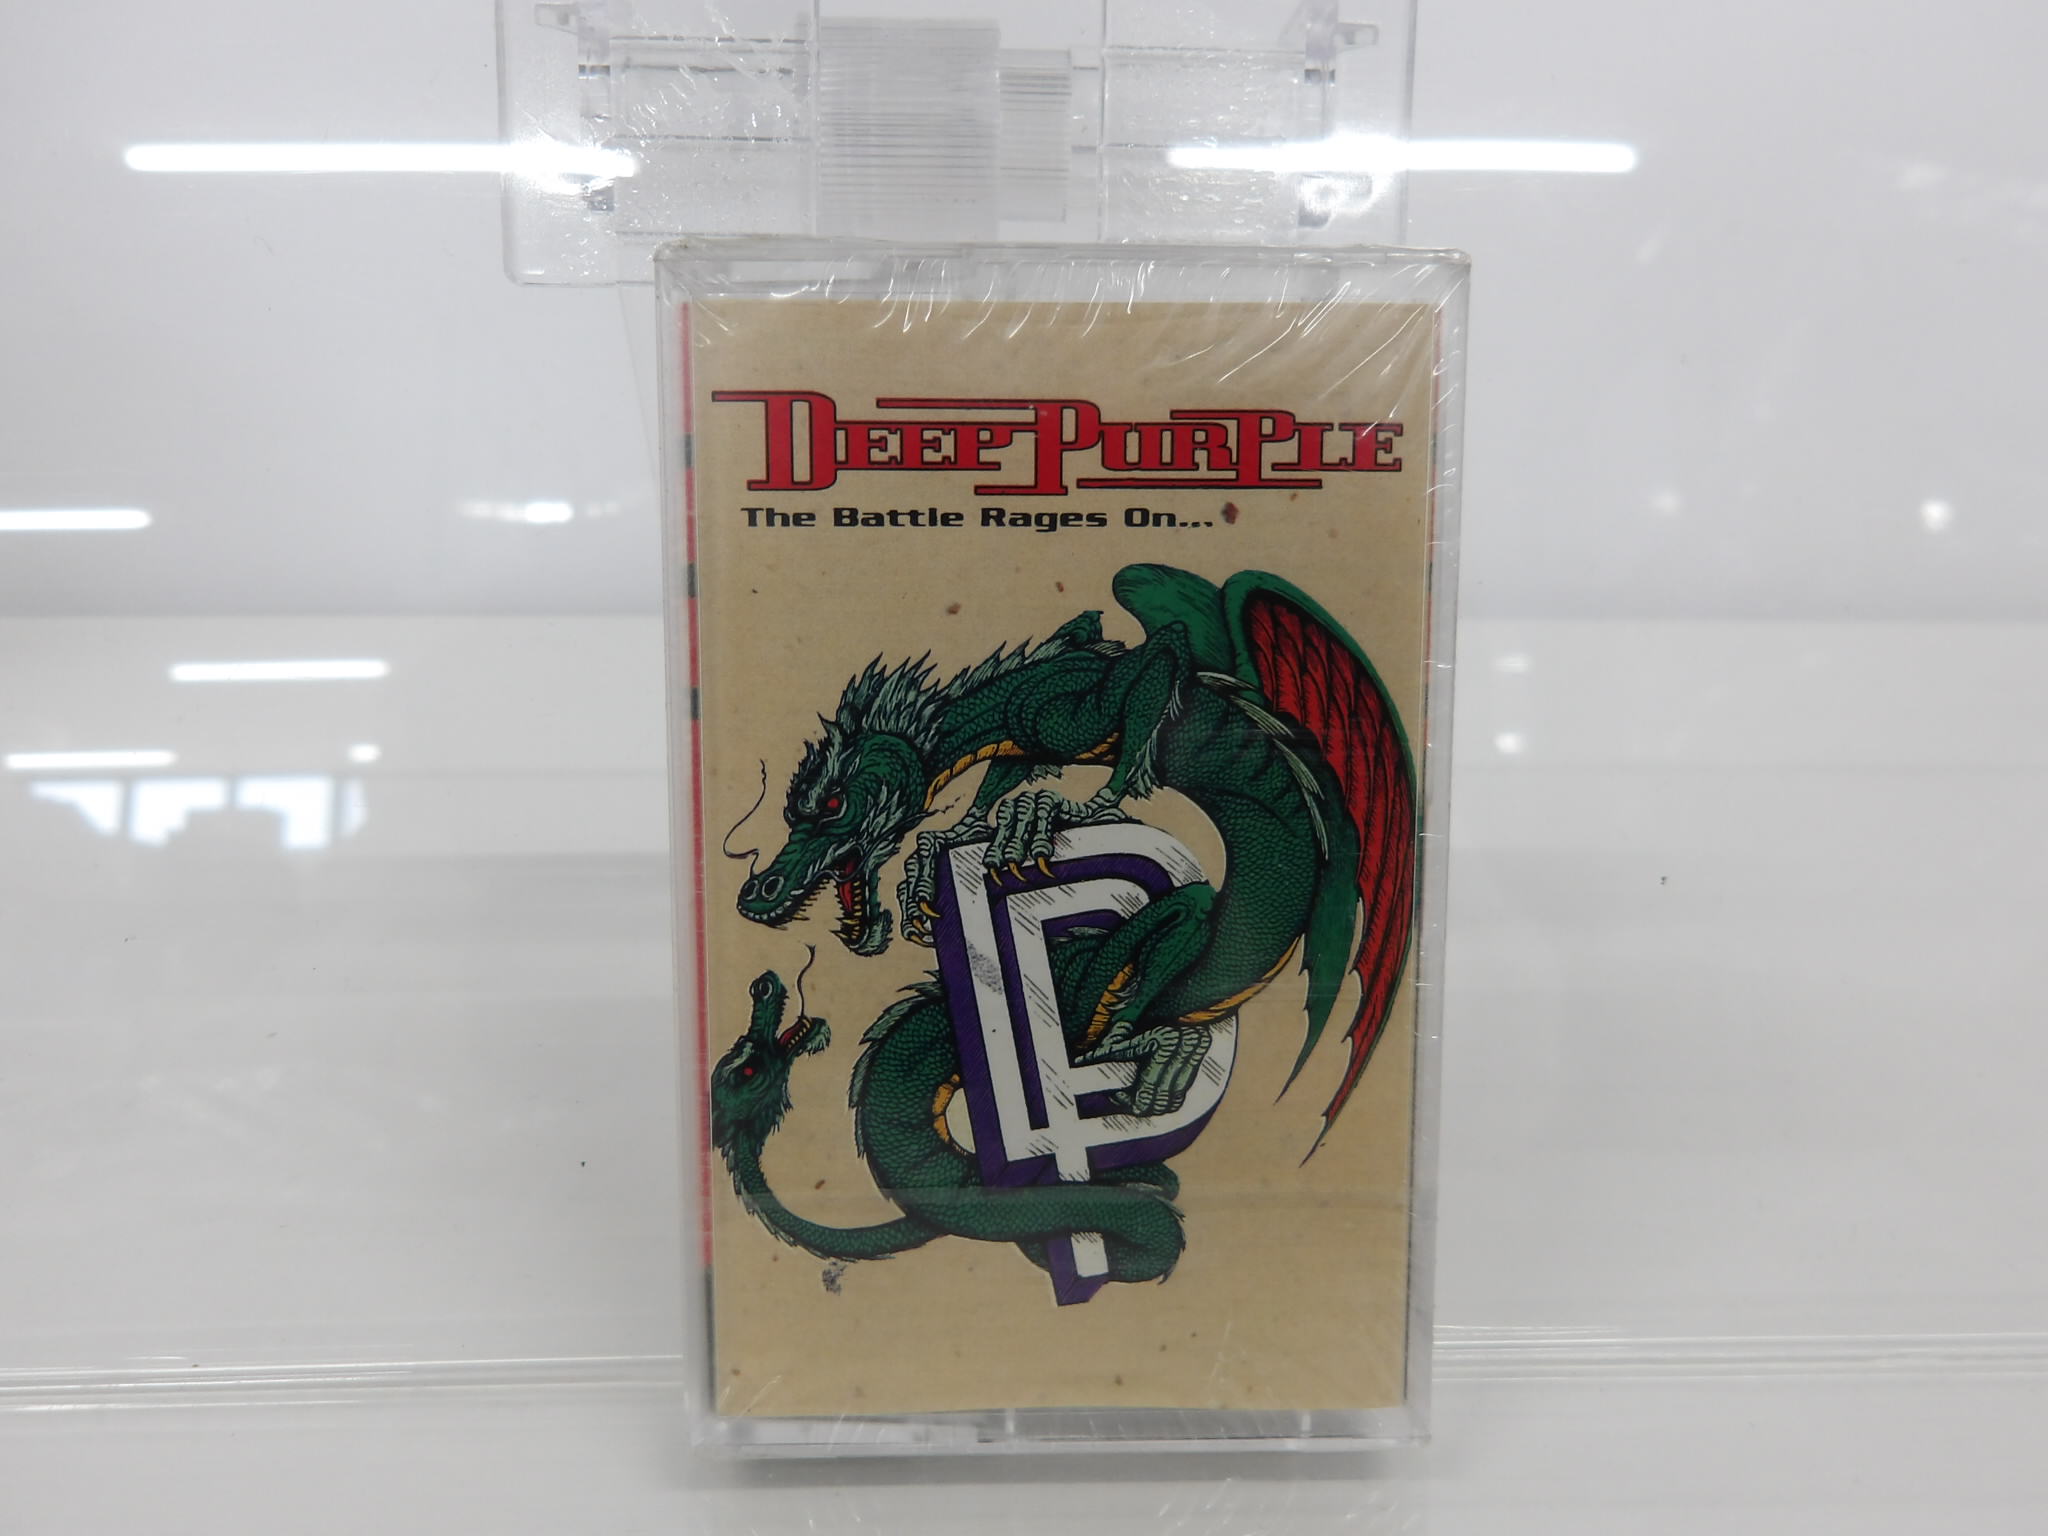 DEEP PURPLE
The Battle Rages On...
DP